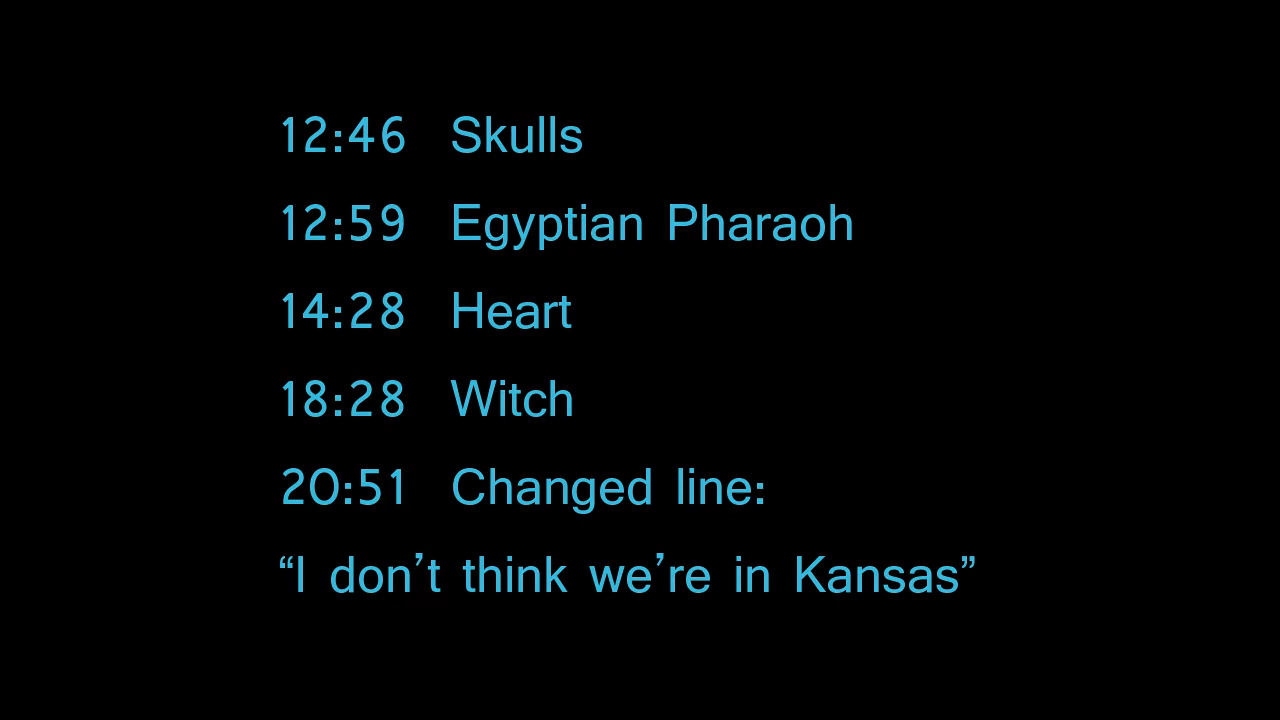 12:46 Skulls
12:59 Egyptian Pharaoh
14:28 Heart
18:28 Witch
20:51 Changed line:
“I don’t think we’re in Kansas”